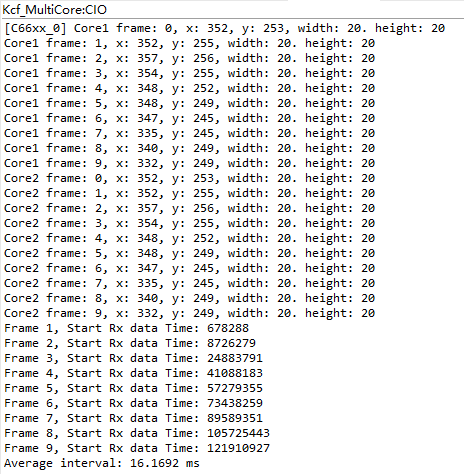 Kcf_MultiCore:CIO
[C66xx_0] Core1 frame: 0, x: 352, y: 253, width: 20. height: 20
Core1 frame: 1, x: 352, y: 255, width: 20. height: 20
Core1 frame: 2, x: 357, y: 256, width: 20. height: 20
Core1 frame: 3, x: 354, y: 255, width: 20. height: 20
Core1 frame: 4, x: 348, y: 252, width: 20. height: 20
Core1 frame: 5, x: 348, y: 249, width: 20. height: 20
Core1 frame: 6, x: 347, y: 245, width: 20. height: 20
Core1 frame: 7, x: 335, y: 245, width: 20. height: 20
Core1 frame: 8, x: 340, y: 249, width: 20. height: 20
Core1 frame: 9, x: 332, y: 249, width: 20. height: 20
Core2 frame: 0, x: 352, y: 253, width: 20. height: 20
Core2 frame: 1, x: 352, y: 255, width: 20. height: 20
Core2 frame: 2, x: 357, y: 256, width: 20. height: 20
Core2 frame: 3, x: 354, y: 255, width: 20. height: 20
Core2 frame: 4, x: 348, y: 252, width: 20. height: 20
Core2 frame: 5, x: 348, y: 249, width: 20. height: 20
Core2 frame: 6, x: 347, y: 245, width: 20. height: 20
Core2 frame: 7, x: 335, y: 245, width: 20. height: 20
Core2 frame: 8, x: 340, y: 249, width: 20. height: 20
Core2 frame: 9, x: 332, y: 249, width: 20. height: 20
Frame 1, Start Rx data Time: 678288
Frame 2, Start Rx data Time: 8726279
Frame 3, Start Rx data Time: 24883791
Frame 4, Start Rx data Time: 41088183
Frame 5, Start Rx data Time: 57279355
Frame 6, Start Rx data Time: 73438259
Frame 7, Start Rx data Time: 89589351
Frame 8, Start Rx data Time: 105725443
Frame 9, Start Rx data Time: 121910927
Average interval: 16.1692 ms